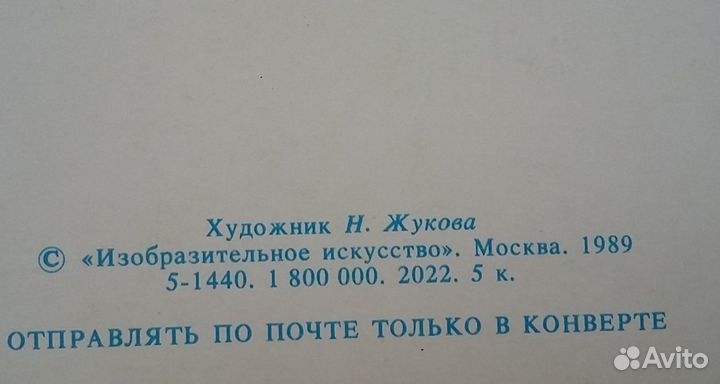 Художник Н. Жукова
© «Изобразительное искусство». Москва. 1989
5-1440. 1 800 000. 2022. 5 к.
ОТПРАВЛЯТЬ ПО ПОЧТЕ ТОЛЬКО В КОНВЕРТЕ
Avito